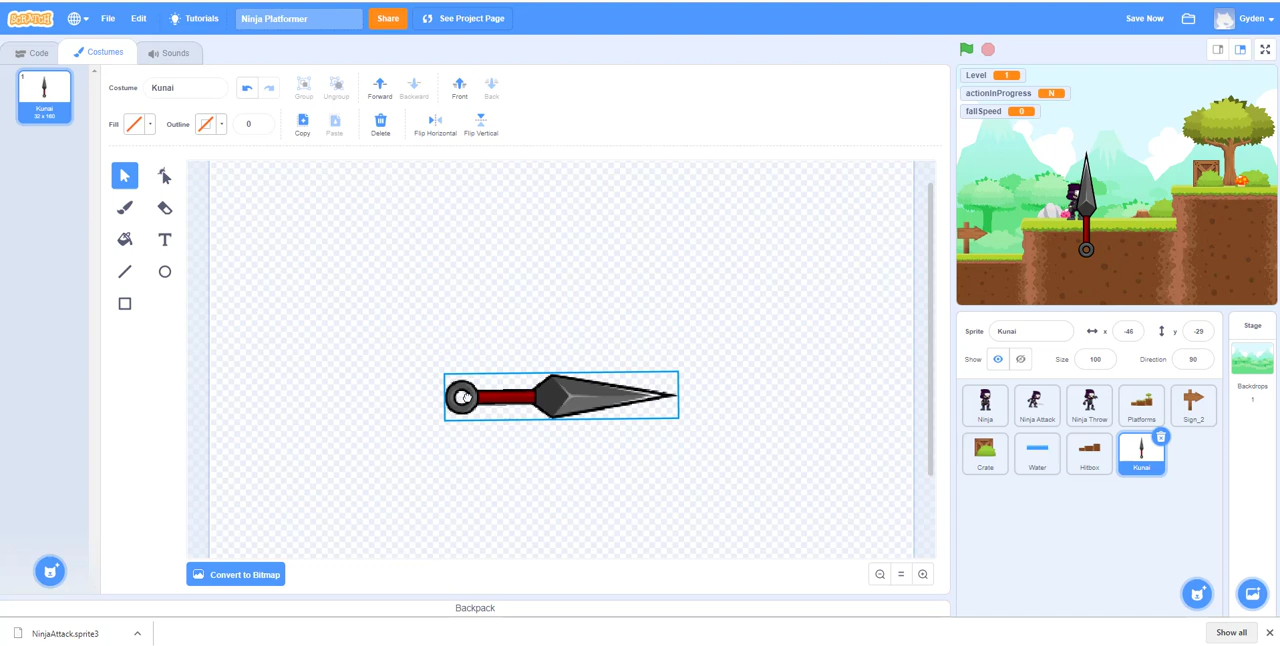 SCRATCH File Edit Tutorials Ninja Platformer Share See Project Page Save Now Gyden
Code Costumes Sounds
1
Kunai
32 x 160
Costume Kunai Group Ungroup Forward Backward Front Back
Fill Outline 0 Copy Paste Delete Flip Horizontal Flip Vertical
T
Convert to Bitmap
Backpack
Level 1
actionInProgress N
fallSpeed 0
Sprite Kunai x -46 y -29
Show Size 100 Direction 90
Ninja Ninja Attack Ninja Throw Platforms Sign_2
Crate Water Hitbox Kunai
Stage
Backdrops
1
NinjaAttack.sprite3 Show all